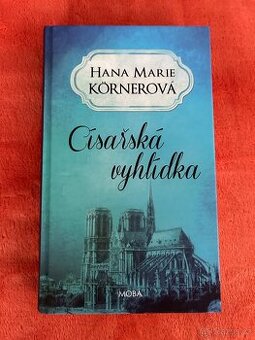 Hana Marie
Körnerová
Císařská
vyhlídka
MOBA